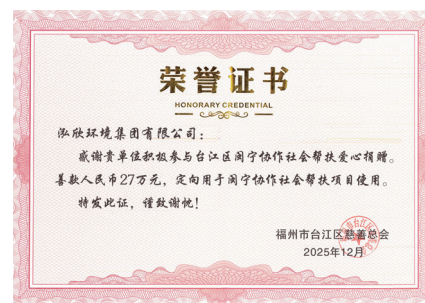 荣誉证书
HONORARY CREDENTIAL
泓欣环境集团有限公司：
感谢贵单位积极参与台江区闽宁协作社会帮扶爱心捐赠。
善款人民币27万元，定向用于闽宁协作社会帮扶项目使用。
特发此证，谨致谢忱！
福州市台江区慈善总会
2025年12月